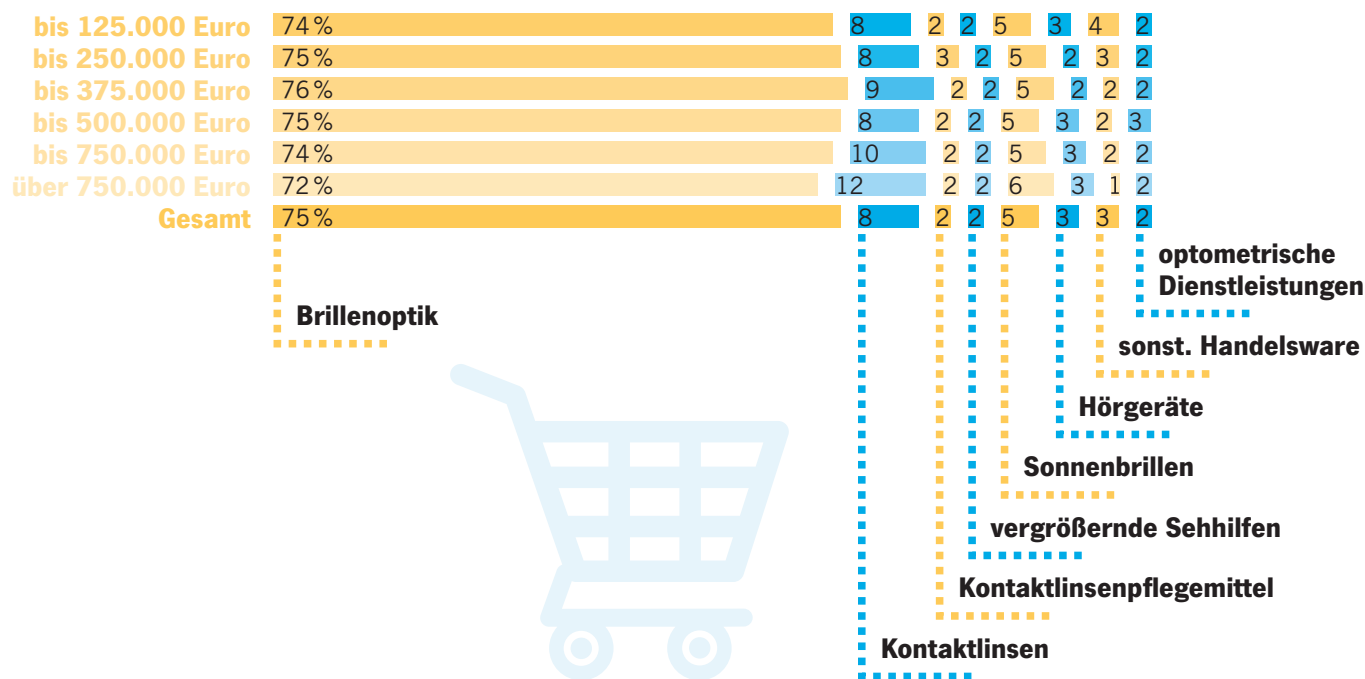 bis 125.000 Euro 74 % 8 2 2 5 3 4 2
bis 250.000 Euro 75 % 8 3 2 5 2 3 2
bis 375.000 Euro 76 % 9 2 2 5 2 2 2
bis 500.000 Euro 75 % 8 2 2 5 3 2 3
bis 750.000 Euro 74 % 10 2 2 5 3 2 2
über 750.000 Euro 72 % 12 2 2 6 3 1 2
Gesamt 75 % 8 2 2 5 3 3 2
optometrische
Dienstleistungen
Brillenoptik
sonst. Handelsware
Hörgeräte
Sonnenbrillen
vergrößernde Sehhilfen
Kontaktlinsenpflegemittel
Kontaktlinsen